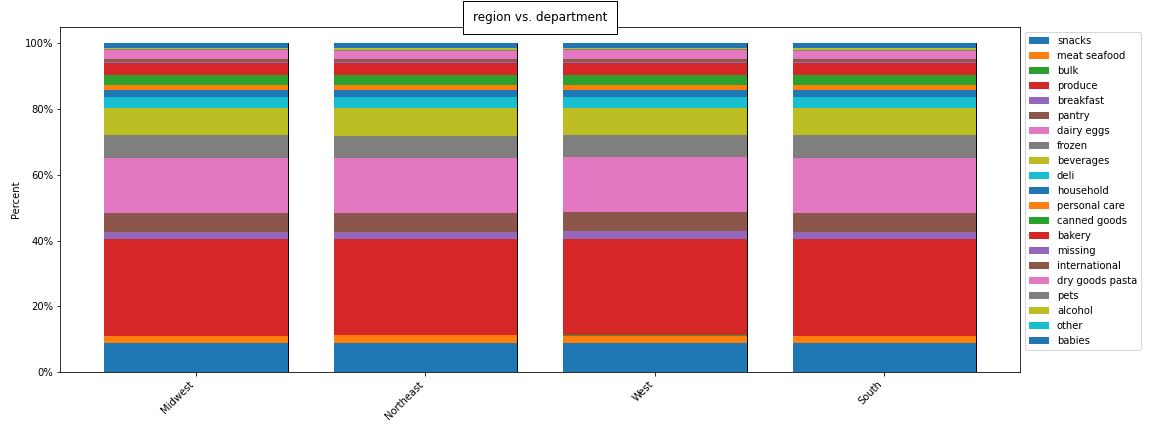 region vs. department
100%
80%
60%
40%
20%
0%
Percent
Midwest
Northeast
West
South
snacks
meat seafood
bulk
produce
breakfast
pantry
dairy eggs
frozen
beverages
deli
household
personal care
canned goods
bakery
missing
international
dry goods pasta
pets
alcohol
other
babies